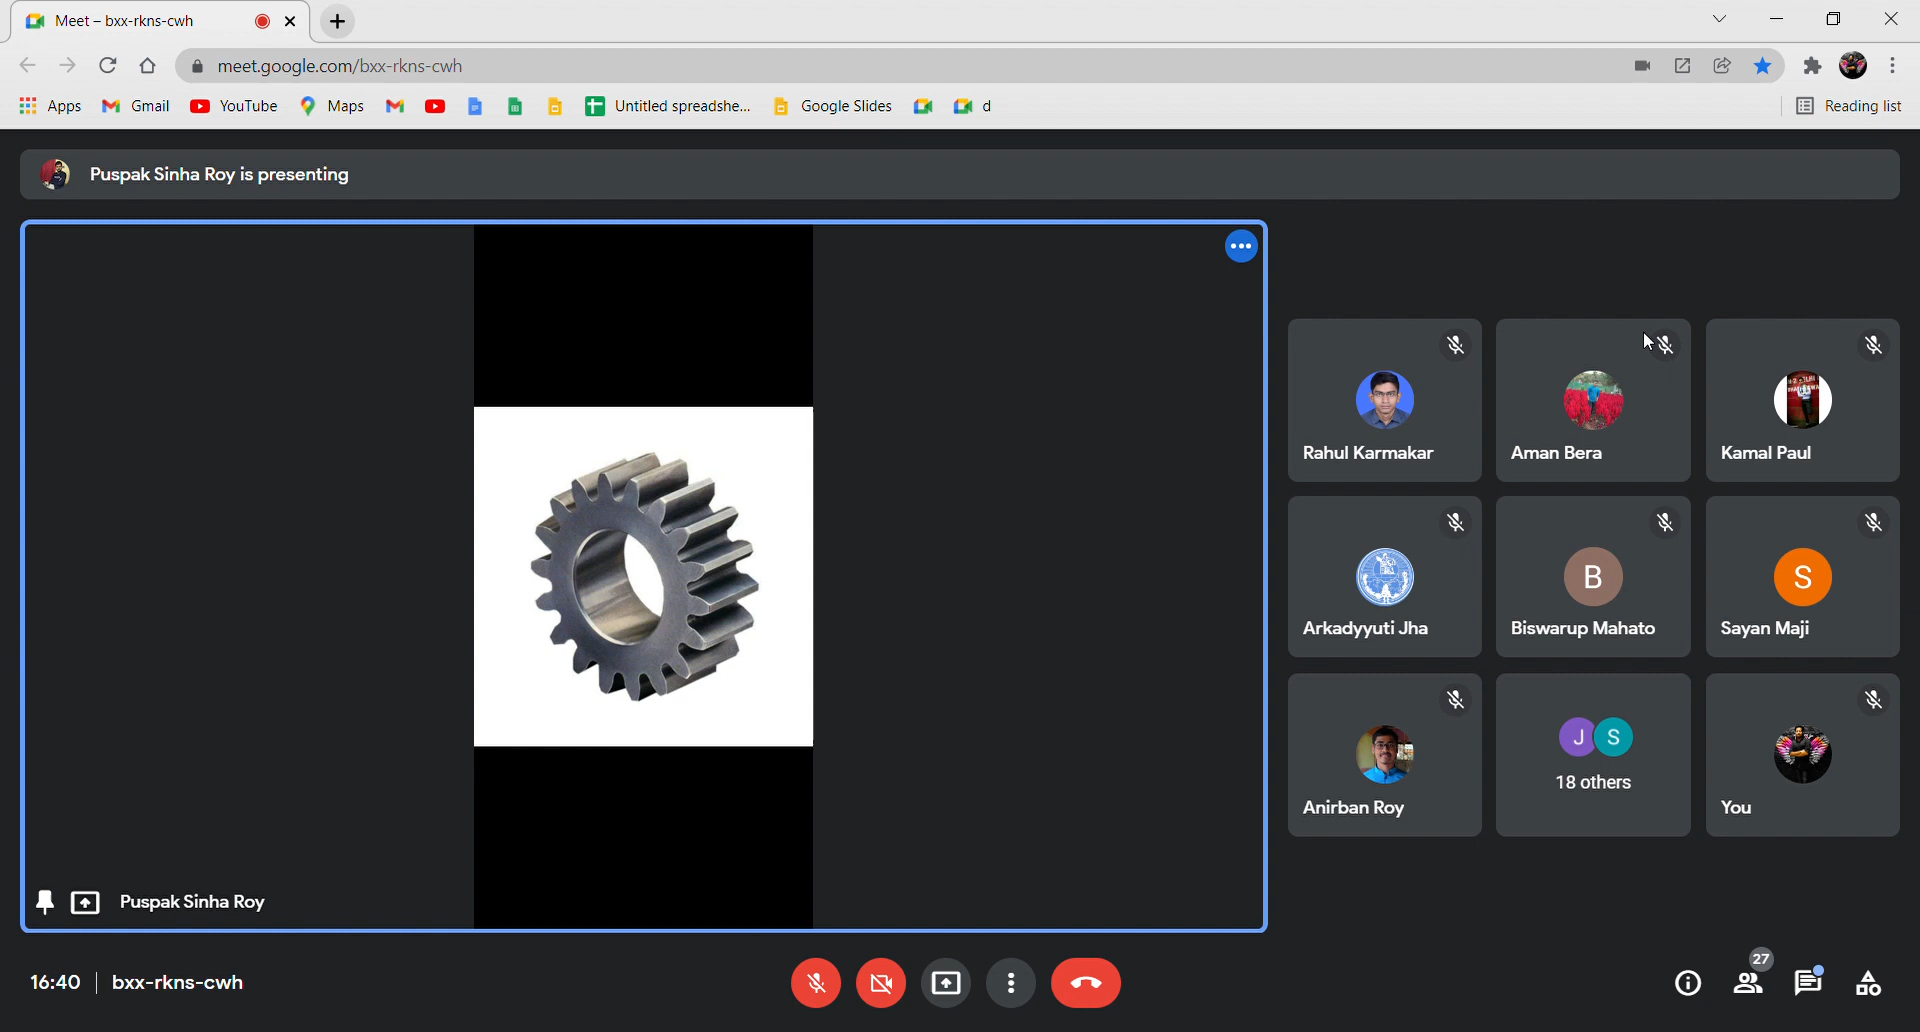 Meet – bxx-rkns-cwh
meet.google.com/bxx-rkns-cwh
Apps Gmail YouTube Maps Untitled spreadshe... Google Slides d Reading list
Puspak Sinha Roy is presenting
Rahul Karmakar
Aman Bera
Kamal Paul
Arkadyyuti Jha
B
Biswarup Mahato
S
Sayan Maji
Anirban Roy
J S
18 others
You
Puspak Sinha Roy
16:40 bxx-rkns-cwh
27